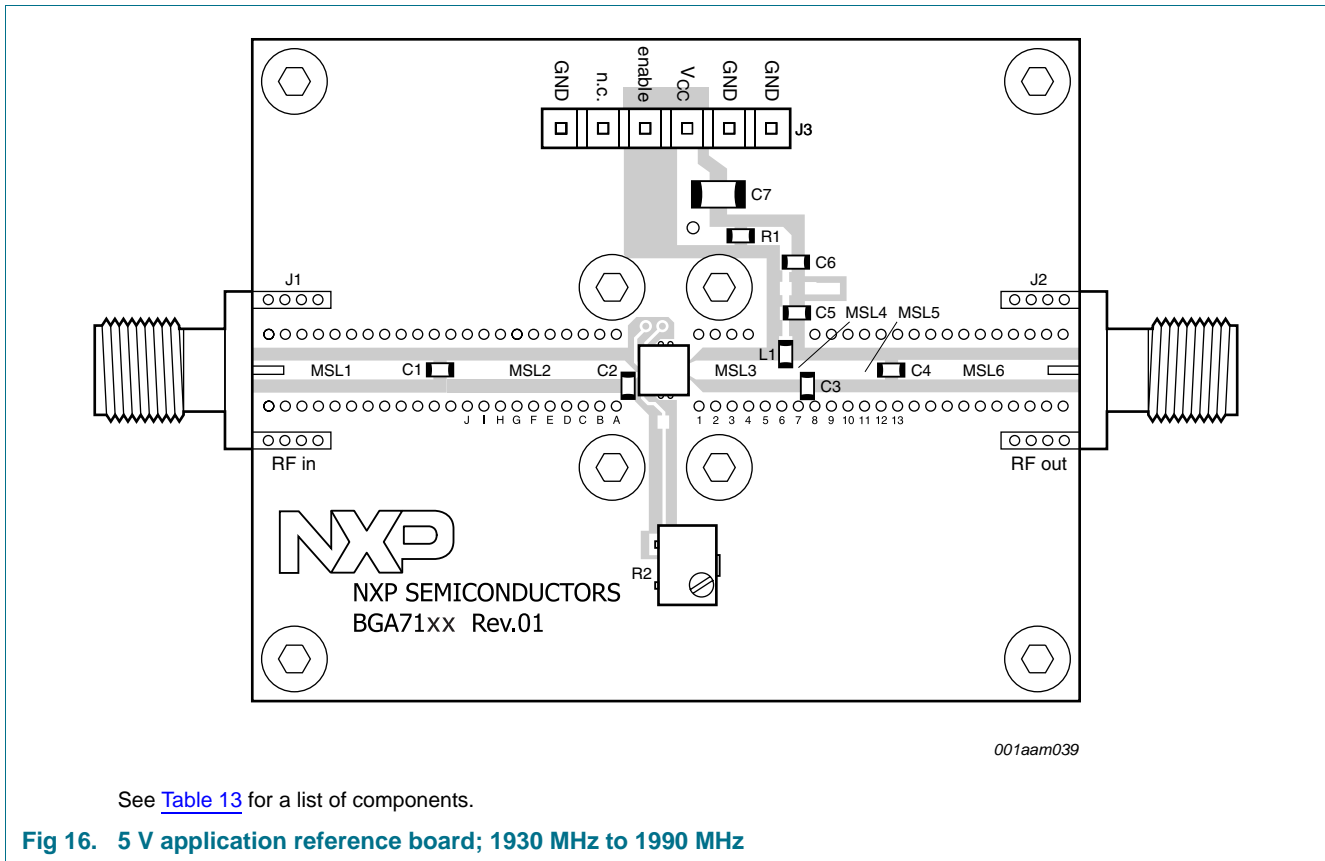 GND n.c. enable VCC GND GND
J3
C7
R1
C6
J1
J2
C5 MSL4 MSL5
L1
MSL1 C1 MSL2 C2 MSL3 C3 C4 MSL6
J I H G F E D C B A 1 2 3 4 5 6 7 8 9 10 11 12 13
RF in
RF out
NXP
R2
NXP SEMICONDUCTORS
BGA71xx Rev.01
001aam039
See Table 13 for a list of components.
Fig 16. 5 V application reference board; 1930 MHz to 1990 MHz